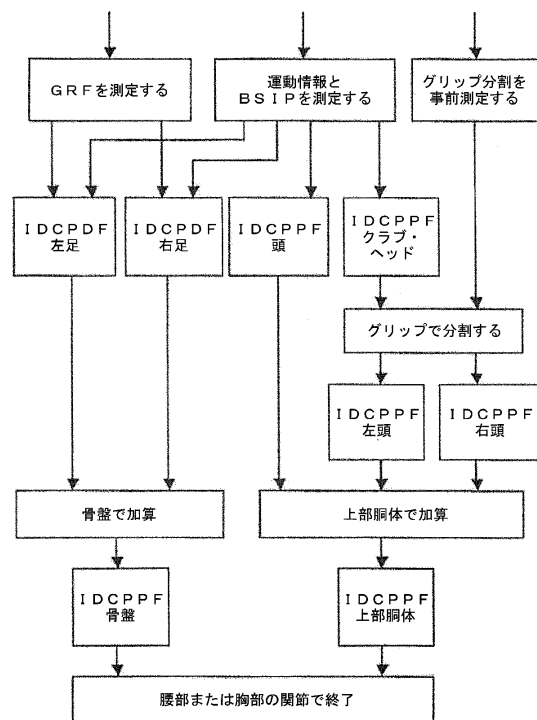 GRFを測定する
運動情報と
BSIPを測定する
グリップ分割を
事前測定する
IDCPDF
左足
IDCPDF
右足
IDCPPF
頭
IDCPPF
クラブ・
ヘッド
グリップで分割する
IDCPPF
左頭
IDCPPF
右頭
骨盤で加算
上部胴体で加算
IDCPPF
骨盤
IDCPPF
上部胴体
腰部または胸部の関節で終了